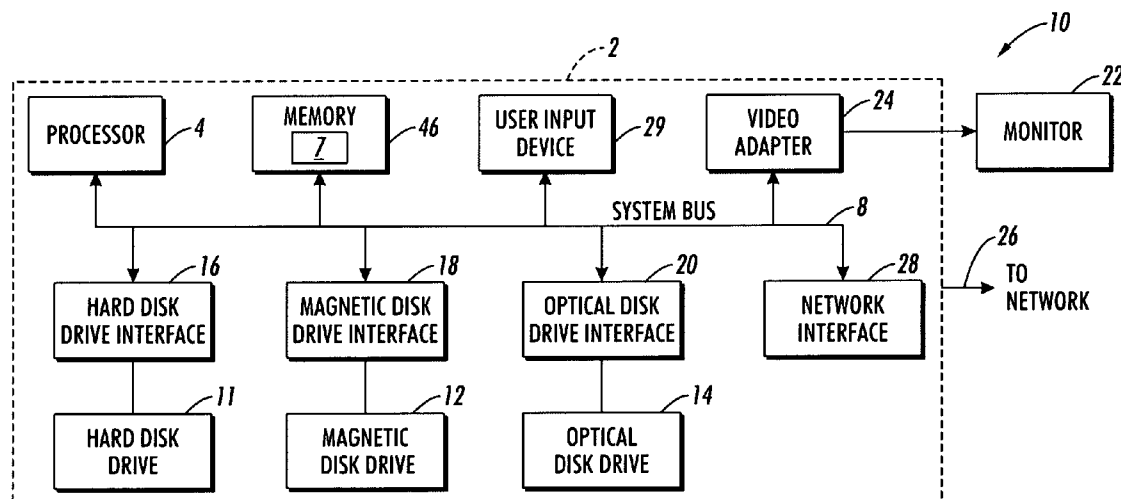 10
2
PROCESSOR
4
MEMORY
7
46
USER INPUT
DEVICE
29
VIDEO
ADAPTER
24
MONITOR
22
SYSTEM BUS
8
HARD DISK
DRIVE INTERFACE
16
MAGNETIC DISK
DRIVE INTERFACE
18
OPTICAL DISK
DRIVE INTERFACE
20
NETWORK
INTERFACE
28
26
TO
NETWORK
HARD DISK
DRIVE
11
MAGNETIC
DISK DRIVE
12
OPTICAL
DISK DRIVE
14